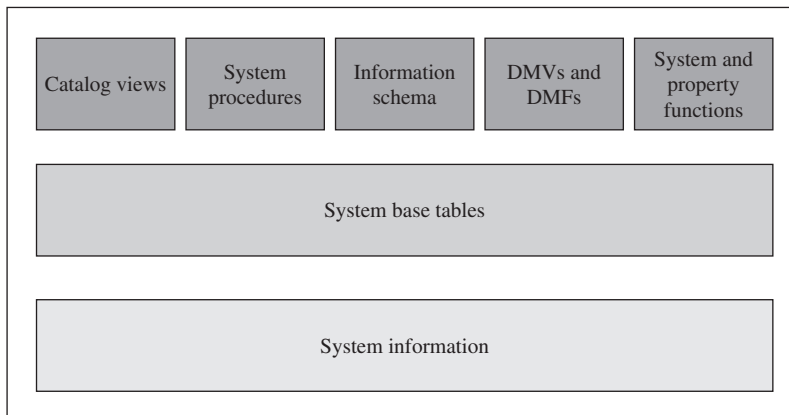 Catalog views
System
procedures
Information
schema
DMVs and
DMFs
System and
property
functions
System base tables
System information